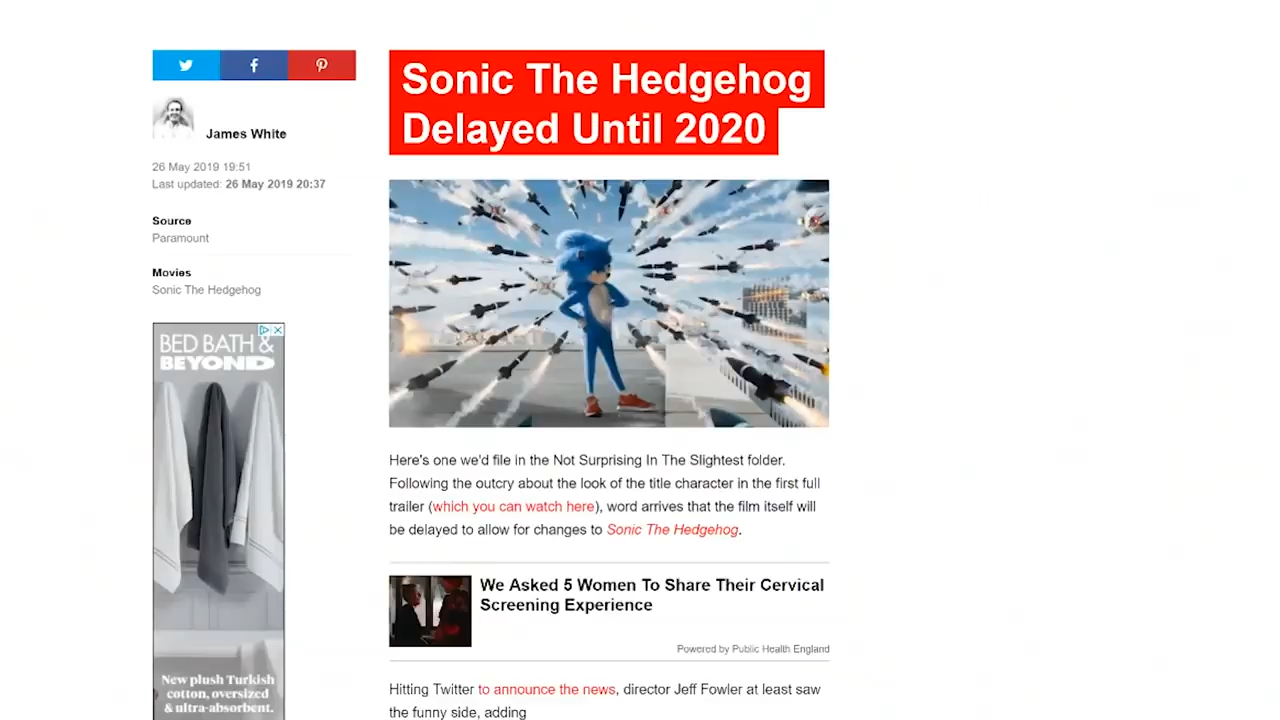 Sonic The Hedgehog
Delayed Until 2020
James White
26 May 2019 19:51
Last updated: 26 May 2019 20:37
Source
Paramount
Movies
Sonic The Hedgehog
BED BATH &
BEYOND
New plush Turkish
cotton, oversized
& ultra-absorbent.
Here's one we'd file in the Not Surprising In The Slightest folder.
Following the outcry about the look of the title character in the first full
trailer (which you can watch here), word arrives that the film itself will
be delayed to allow for changes to Sonic The Hedgehog.
We Asked 5 Women To Share Their Cervical
Screening Experience
Powered by Public Health England
Hitting Twitter to announce the news, director Jeff Fowler at least saw
the funny side, adding